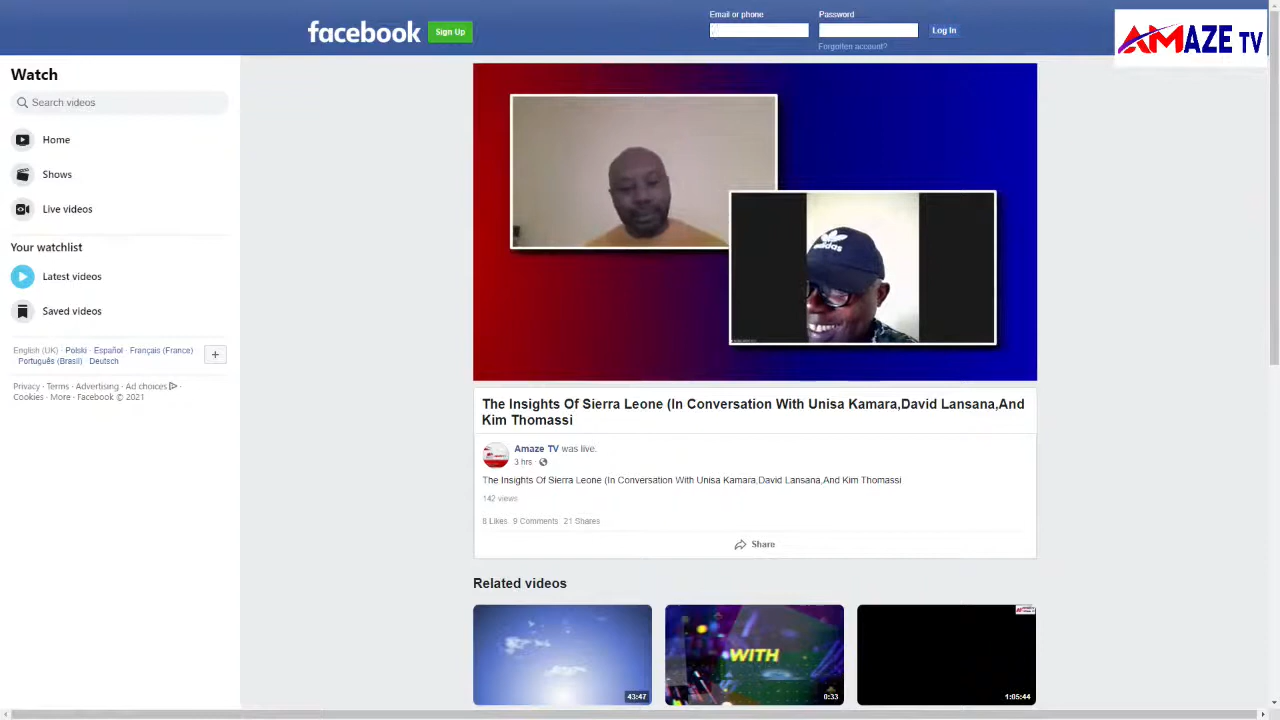 facebook
Sign Up
Email or phone
Password
Log In
Forgotten account?
AMAZE TV
Watch
Search videos
Home
Shows
Live videos
Your watchlist
Latest videos
Saved videos
English (UK) · Polski · Español · Français (France)
Português (Brasil) · Deutsch
+
Privacy · Terms · Advertising · Ad choices ·
Cookies · More · Facebook © 2021
adidas
The Insights Of Sierra Leone (In Conversation With Unisa Kamara,David Lansana,And
Kim Thomassi
Amaze TV was live.
3 hrs ·
The Insights Of Sierra Leone (In Conversation With Unisa Kamara,David Lansana,And Kim Thomassi
142 views
8 Likes 9 Comments 21 Shares
Share
Related videos
43:47
WITH
0:33
1:05:44